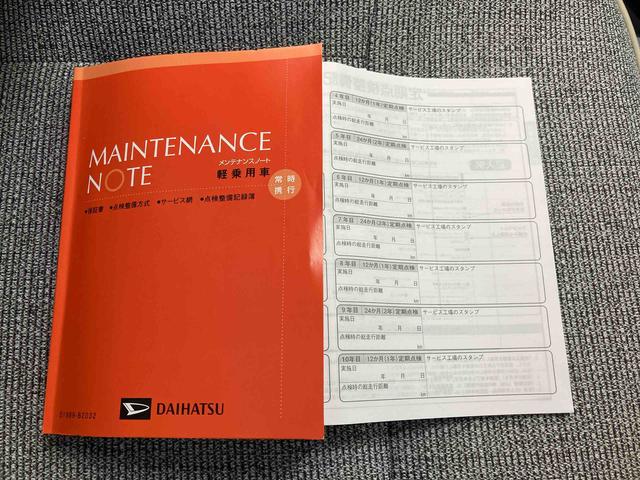 MAINTENANCE
NOTE
メンテナンスノート
軽乗用車
常時
携行
●保証書 ●点検整備方式 ●サービス網 ●点検整備記録簿
DAIHATSU
4年目 12か月(1年)定期点検 サービス工場のスタンプ
実施日
年 月 日
点検時の総走行距離
km
5年目 24か月(2年)定期点検 サービス工場のスタンプ
実施日
年 月 日
点検時の総走行距離
km
6年目 12か月(1年)定期点検 サービス工場のスタンプ
実施日
年 月 日
点検時の総走行距離
km
7年目 24か月(2年)定期点検 サービス工場のスタンプ
実施日
年 月 日
点検時の総走行距離
km
8年目 12か月(1年)定期点検 サービス工場のスタンプ
実施日
年 月 日
点検時の総走行距離
km
9年目 24か月(2年)定期点検 サービス工場のスタンプ
実施日
年 月 日
点検時の総走行距離
km
10年目 12か月(1年)定期点検 サービス工場のスタンプ
実施日
年 月 日
点検時の総走行距離
km